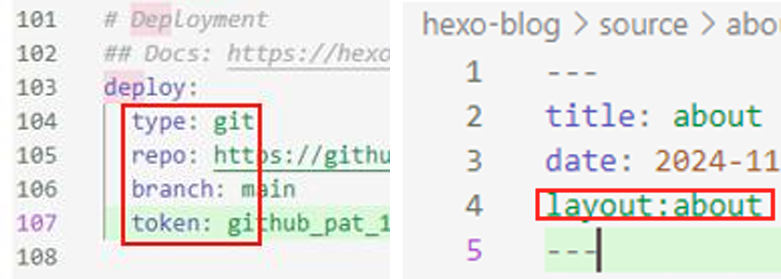 101 # Deployment
102 ## Docs: https://hexo
103 deploy:
104 type: git
105 repo: https://githu
106 branch: main
107 token: github_pat_1
108
hexo-blog > source > abo
1 ---
2 title: about
3 date: 2024-11
4 layout:about
5 ---